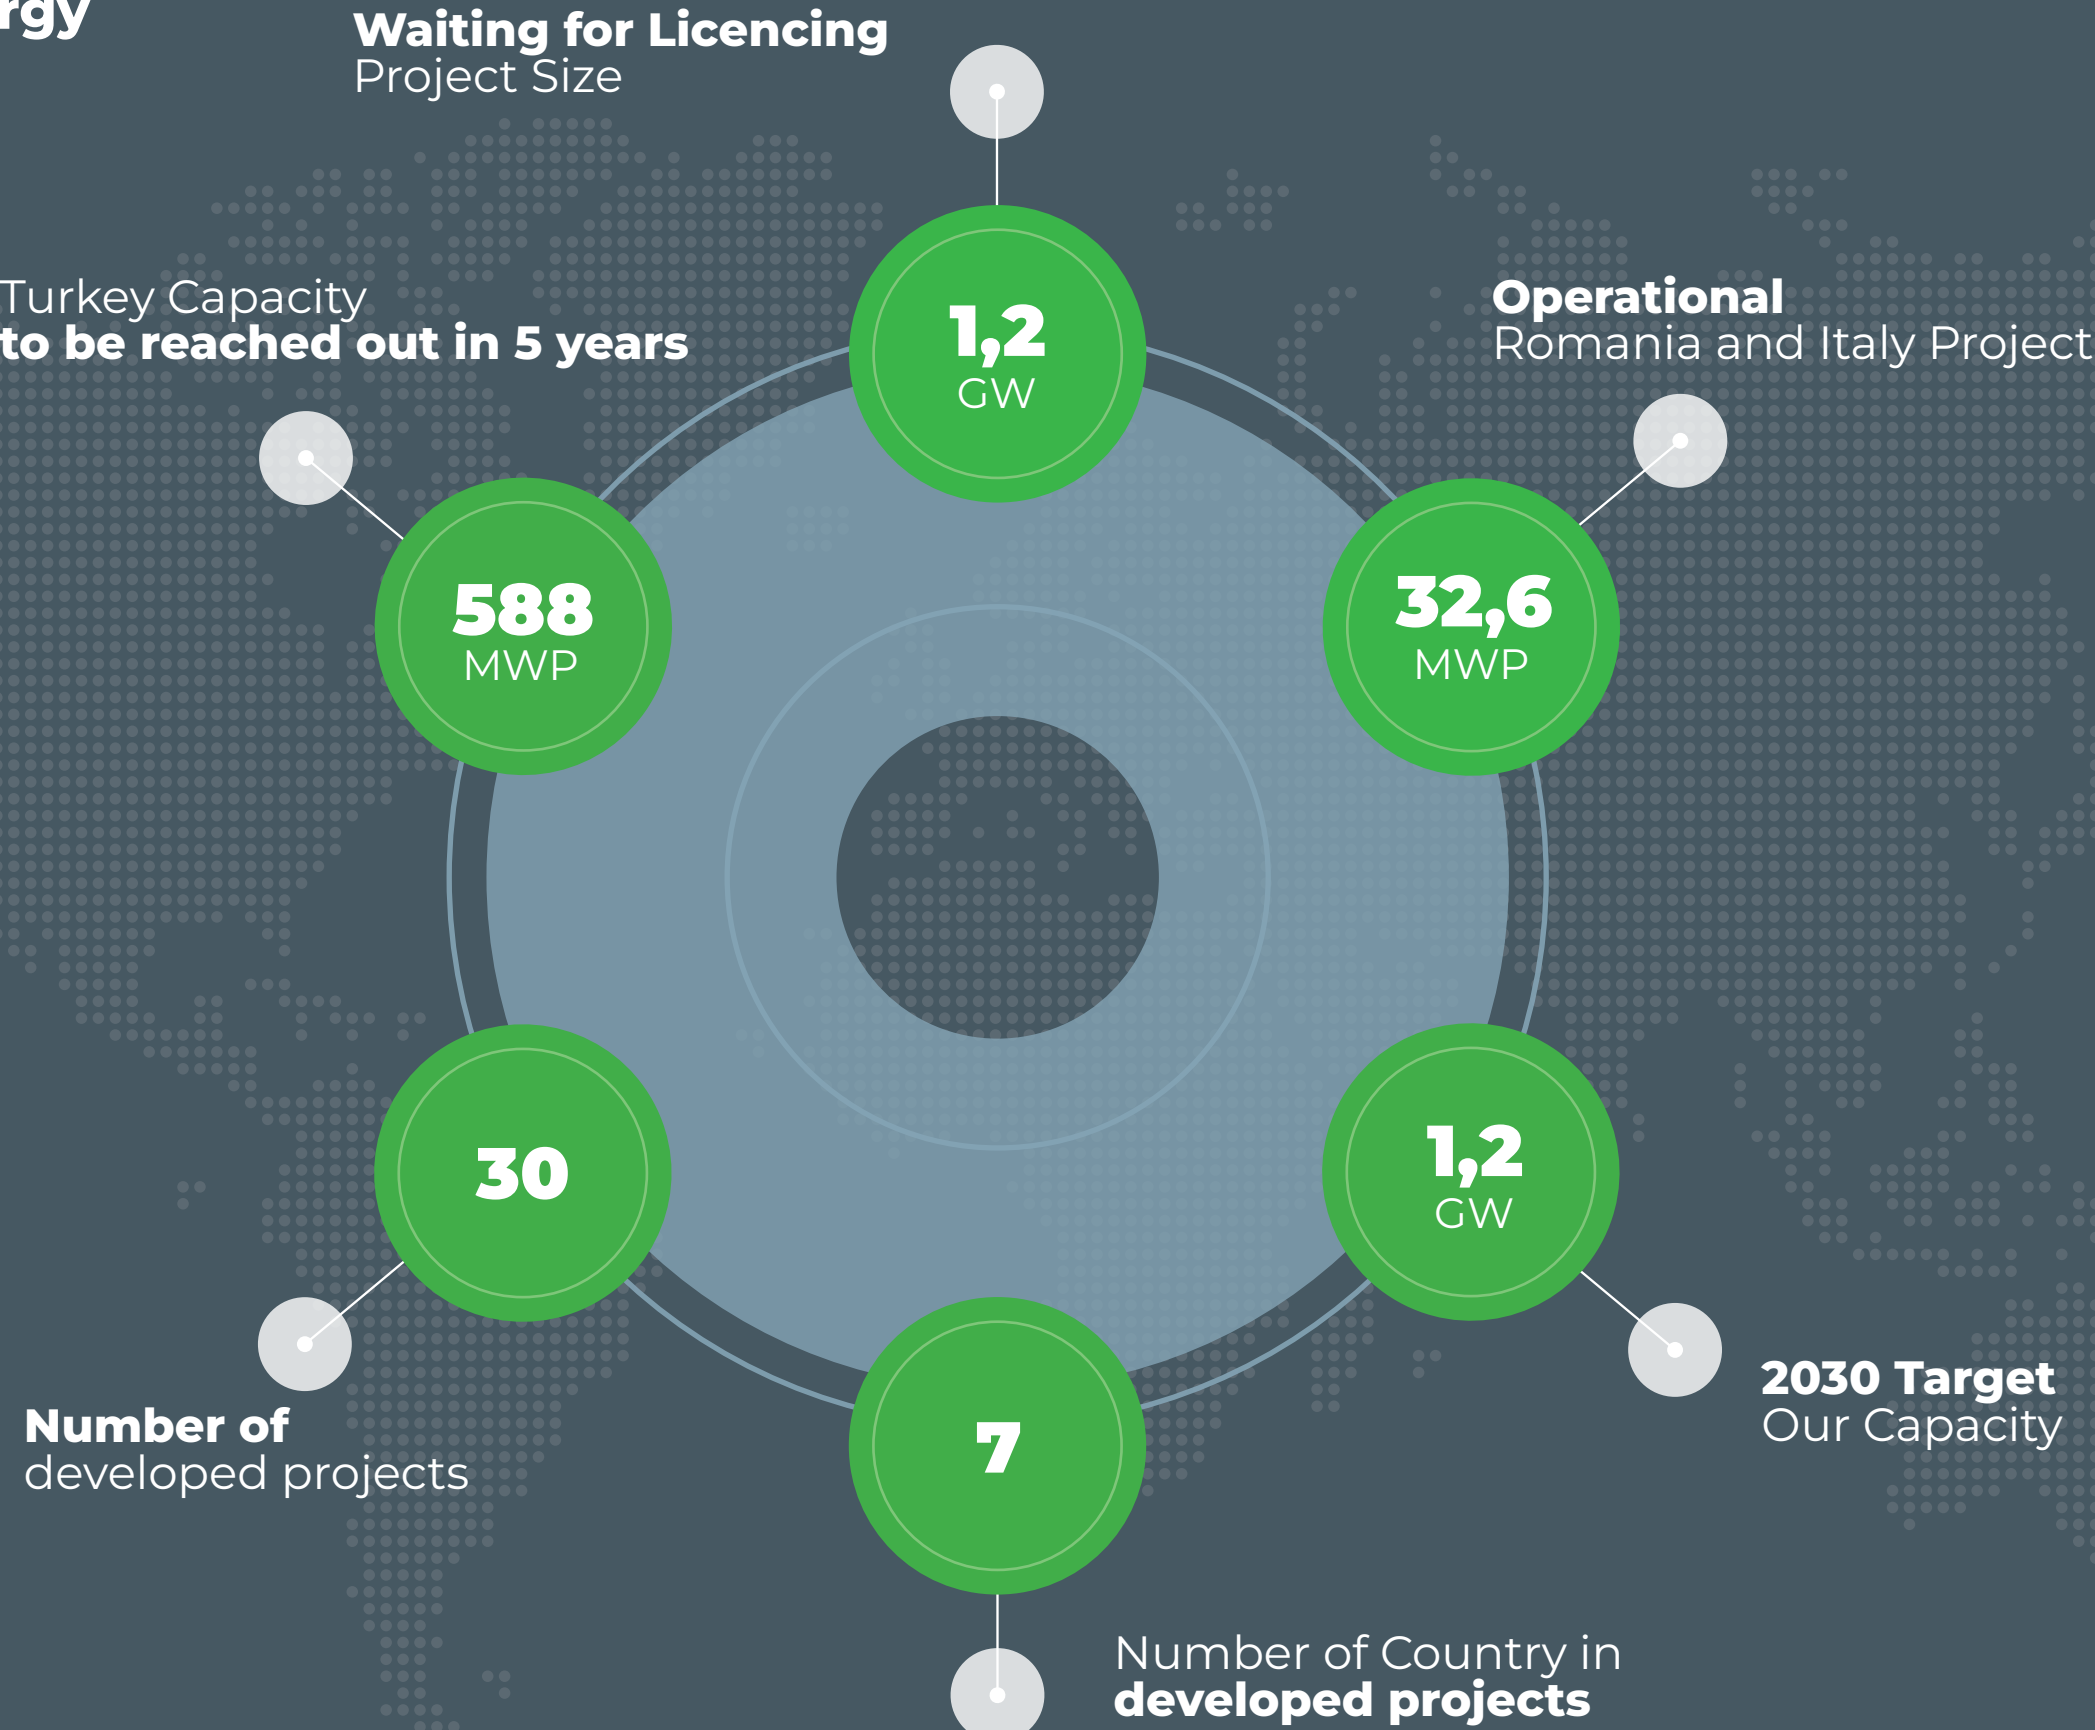 rgy
Waiting for Licencing
Project Size
1,2
GW
Turkey Capacity
to be reached out in 5 years
588
MWP
Operational
Romania and Italy Project
32,6
MWP
30
Number of
developed projects
1,2
GW
2030 Target
Our Capacity
7
Number of Country in
developed projects